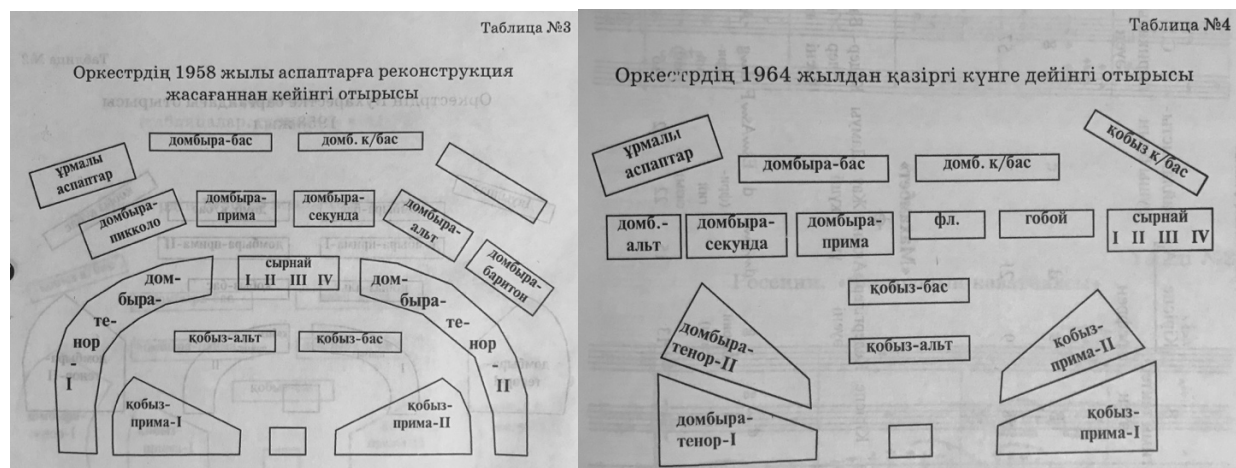 Таблица №3
Оркестрдің 1958 жылы аспаптарға реконструкция
жасағаннан кейінгі отырысы
домбыра-бас
домб. к/бас
ұрмалы
аспаптар
домбыра-
пикколо
домбыра-
прима
домбыра-
секунда
домбыра-
альт
домбыра-
баритон
сырнай
I II III IV
дом-
быра-
те-
нор
-
I
дом-
быра-
те-
нор
-
II
қобыз-альт
қобыз-бас
қобыз-
прима-I
қобыз-
прима-II
Таблица №4
Оркестрдің 1964 жылдан қазіргі күнге дейінгі отырысы
ұрмалы
аспаптар
домбыра-бас
домб. к/бас
қобыз к/бас
домб.-
альт
домбыра-
секунда
домбыра-
прима
фл.
гобой
сырнай
I II III IV
қобыз-бас
қобыз-альт
домбыра-
тенор-II
қобыз-
прима-II
домбыра-
тенор-I
қобыз-
прима-I